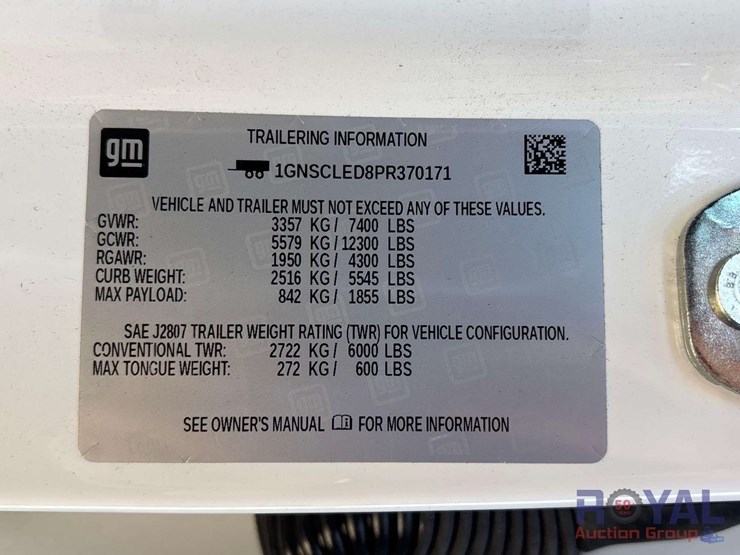 gm
TRAILERING INFORMATION
1GNSCLED8PR370171
VEHICLE AND TRAILER MUST NOT EXCEED ANY OF THESE VALUES.
GVWR: 3357 KG / 7400 LBS
GCWR: 5579 KG / 12300 LBS
RGAWR: 1950 KG / 4300 LBS
CURB WEIGHT: 2516 KG / 5545 LBS
MAX PAYLOAD: 842 KG / 1855 LBS
SAE J2807 TRAILER WEIGHT RATING (TWR) FOR VEHICLE CONFIGURATION.
CONVENTIONAL TWR: 2722 KG / 6000 LBS
MAX TONGUE WEIGHT: 272 KG / 600 LBS
SEE OWNER'S MANUAL FOR MORE INFORMATION
ROYAL
Auction Group